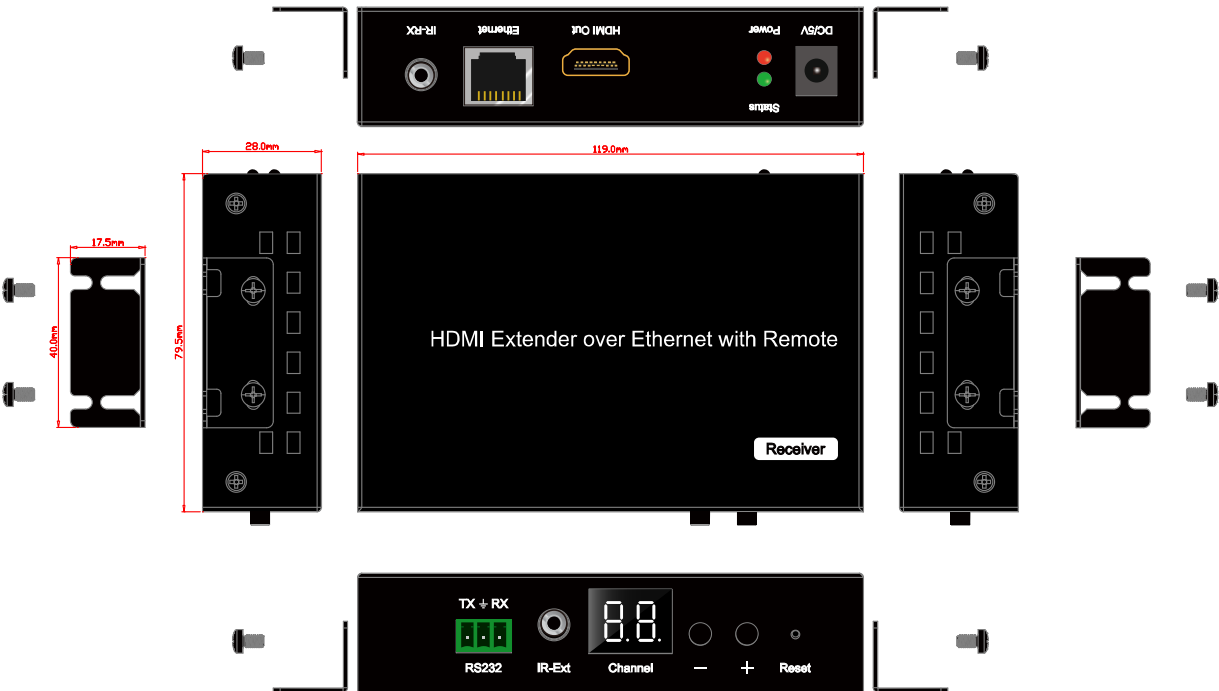 IR-RX Ethernet HDMI Out Power DC/5V
Status
28.0mm
119.0mm
17.5mm
40.0mm
79.5mm
HDMI Extender over Ethernet with Remote
Receiver
TX RX
8.8.
RS232 IR-Ext Channel − + Reset